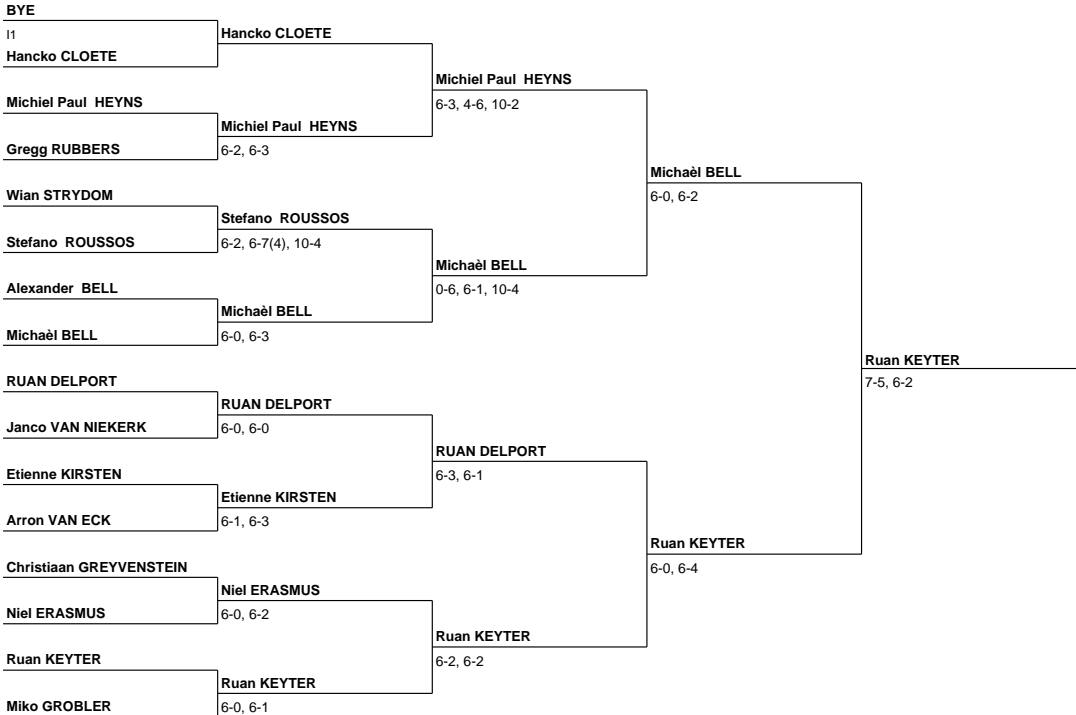 BYE
I1
Hancko CLOETE
Michiel Paul  HEYNS
Gregg RUBBERS
Wian STRYDOM
Stefano  ROUSSOS
Alexander  BELL
Michaèl BELL
RUAN DELPORT
Janco VAN NIEKERK
Etienne KIRSTEN
Arron VAN ECK
Christiaan GREYVENSTEIN
Niel ERASMUS
Ruan KEYTER
Miko GROBLER
Hancko CLOETE
Michiel Paul  HEYNS
6-2, 6-3
Stefano  ROUSSOS
6-2, 6-7(4), 10-4
Michaèl BELL
6-0, 6-3
RUAN DELPORT
6-0, 6-0
Etienne KIRSTEN
6-1, 6-3
Niel ERASMUS
6-0, 6-2
Ruan KEYTER
6-0, 6-1
Michiel Paul  HEYNS
6-3, 4-6, 10-2
Michaèl BELL
0-6, 6-1, 10-4
RUAN DELPORT
6-3, 6-1
Ruan KEYTER
6-2, 6-2
Michaèl BELL
6-0, 6-2
Ruan KEYTER
6-0, 6-4
Ruan KEYTER
7-5, 6-2